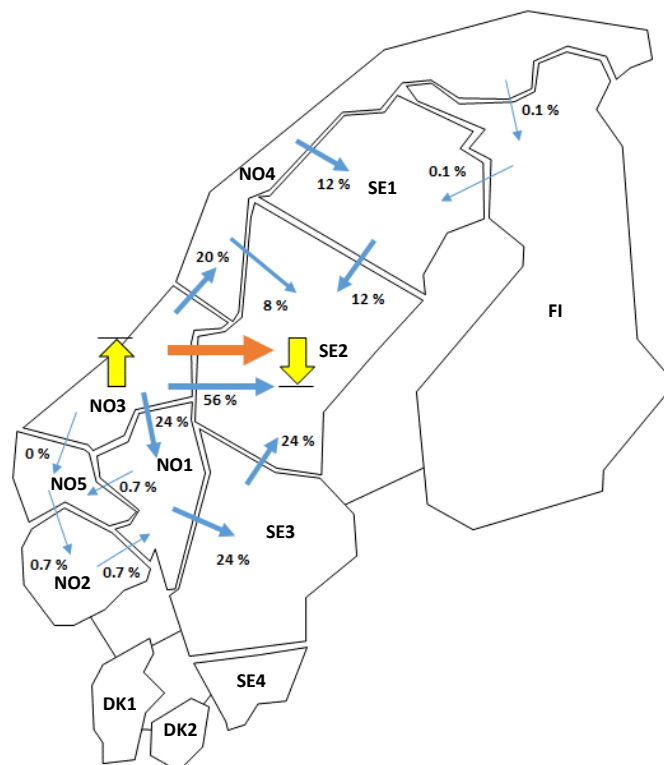 0.1 %
NO4
12 %
0.1 %
SE1
20 %
8 %
12 %
FI
SE2
NO3
56 %
24 %
0 %
24 %
NO1
NO5
0.7 %
SE3
24 %
0.7 %
NO2
0.7 %
SE4
DK1
DK2